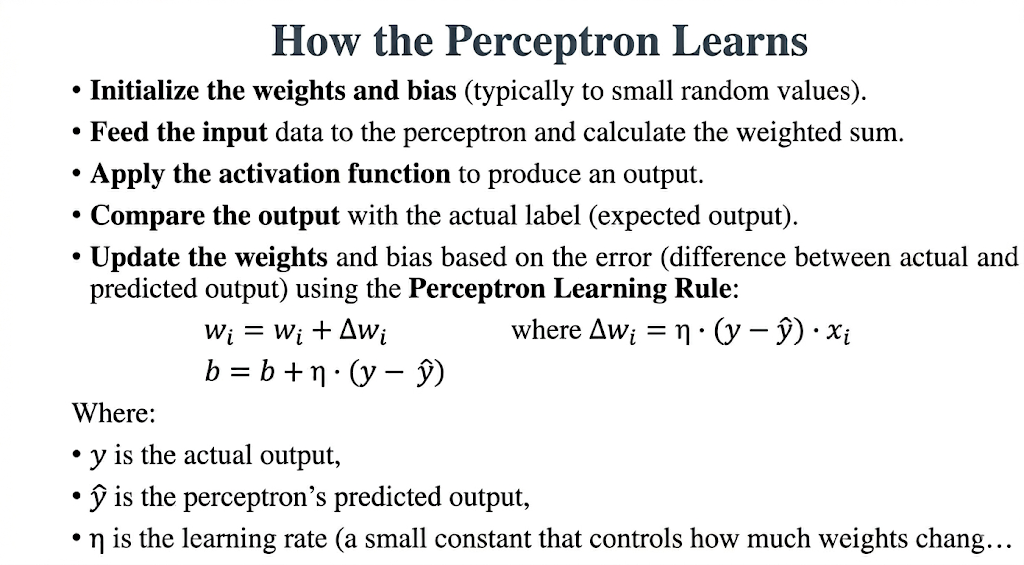 How the Perceptron Learns
• Initialize the weights and bias (typically to small random values).
• Feed the input data to the perceptron and calculate the weighted sum.
• Apply the activation function to produce an output.
• Compare the output with the actual label (expected output).
• Update the weights and bias based on the error (difference between actual and
predicted output) using the Perceptron Learning Rule:
wᵢ = wᵢ + Δwᵢ where Δwᵢ = η · (y − ŷ) · xᵢ
b = b + η · (y − ŷ)
Where:
• y is the actual output,
• ŷ is the perceptron’s predicted output,
• η is the learning rate (a small constant that controls how much weights chang…